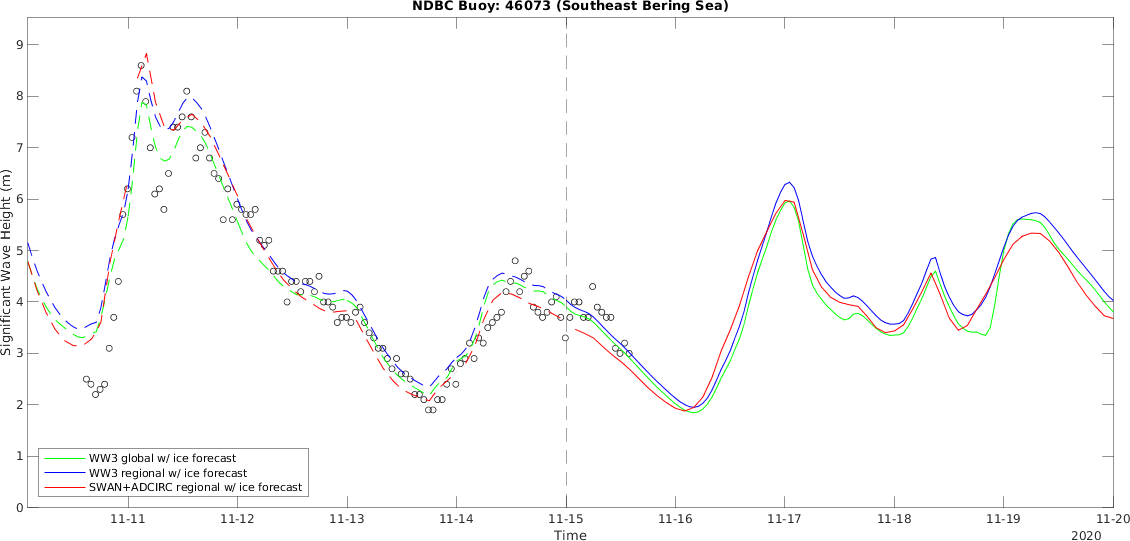 NDBC Buoy: 46073 (Southeast Bering Sea)
Significant Wave Height (m)
9
8
7
6
5
4
3
2
1
0
WW3 global w/ ice forecast
WW3 regional w/ ice forecast
SWAN+ADCIRC regional w/ ice forecast
11-11 11-12 11-13 11-14 11-15 11-16 11-17 11-18 11-19 11-20
Time
2020